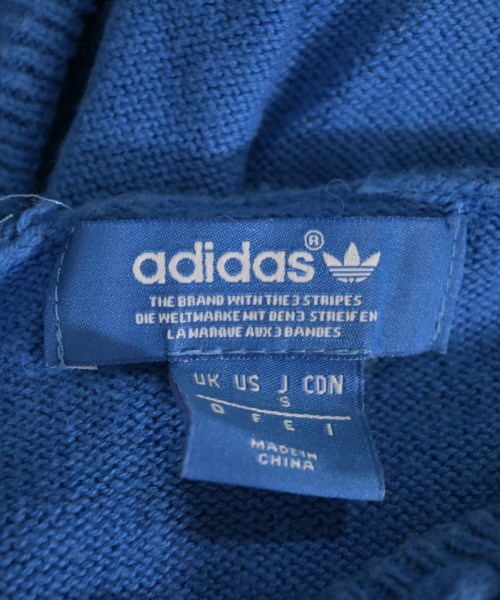 adidas®
THE BRAND WITH THE 3 STRIPES
DIE WELTMARKE MIT DEN 3 STREIFEN
LA MARQUE AUX 3 BANDES
UK US J CDN
S
D F E I
MADE IN
CHINA